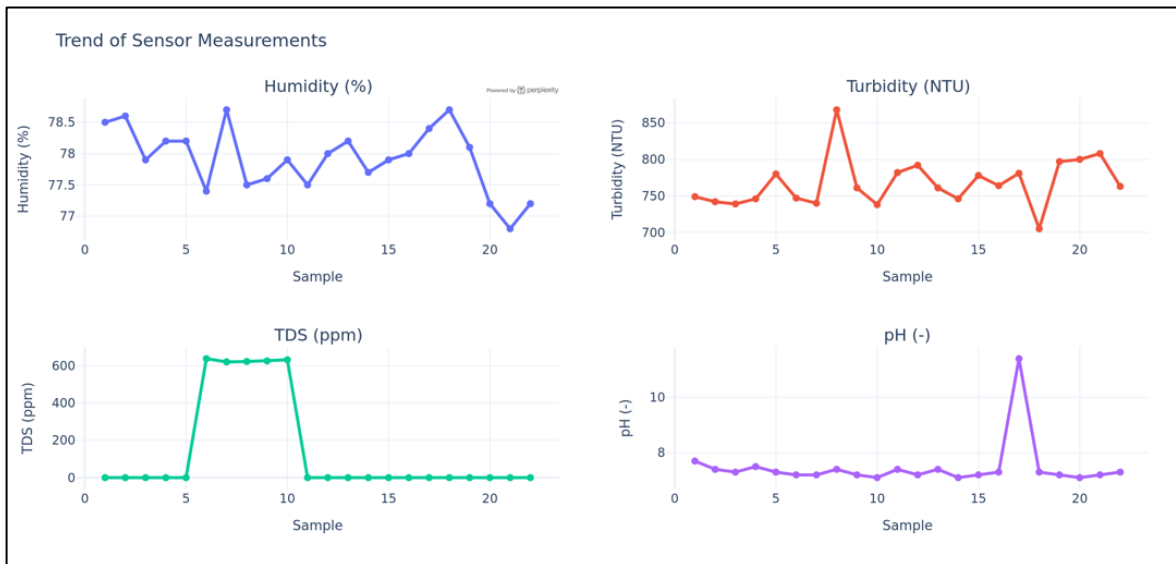 Trend of Sensor Measurements
Humidity (%)
Powered by perplexity
Humidity (%)
78.5
78
77.5
77
0 5 10 15 20
Sample
Turbidity (NTU)
Turbidity (NTU)
850
800
750
700
0 5 10 15 20
Sample
TDS (ppm)
TDS (ppm)
600
400
200
0
0 5 10 15 20
Sample
pH (-)
pH (-)
10
8
0 5 10 15 20
Sample